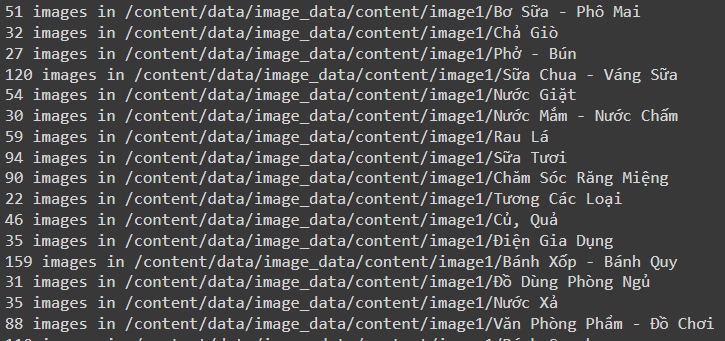 51 images in /content/data/image_data/content/image1/Bơ Sữa - Phô Mai
32 images in /content/data/image_data/content/image1/Chả Giò
27 images in /content/data/image_data/content/image1/Phở - Bún
120 images in /content/data/image_data/content/image1/Sữa Chua - Váng Sữa
54 images in /content/data/image_data/content/image1/Nước Giặt
30 images in /content/data/image_data/content/image1/Nước Mắm - Nước Chấm
59 images in /content/data/image_data/content/image1/Rau Lá
94 images in /content/data/image_data/content/image1/Sữa Tươi
90 images in /content/data/image_data/content/image1/Chăm Sóc Răng Miệng
22 images in /content/data/image_data/content/image1/Tương Các Loại
46 images in /content/data/image_data/content/image1/Củ, Quả
35 images in /content/data/image_data/content/image1/Điện Gia Dụng
159 images in /content/data/image_data/content/image1/Bánh Xốp - Bánh Quy
31 images in /content/data/image_data/content/image1/Đồ Dùng Phòng Ngủ
35 images in /content/data/image_data/content/image1/Nước Xả
88 images in /content/data/image_data/content/image1/Văn Phòng Phẩm - Đồ Chơi